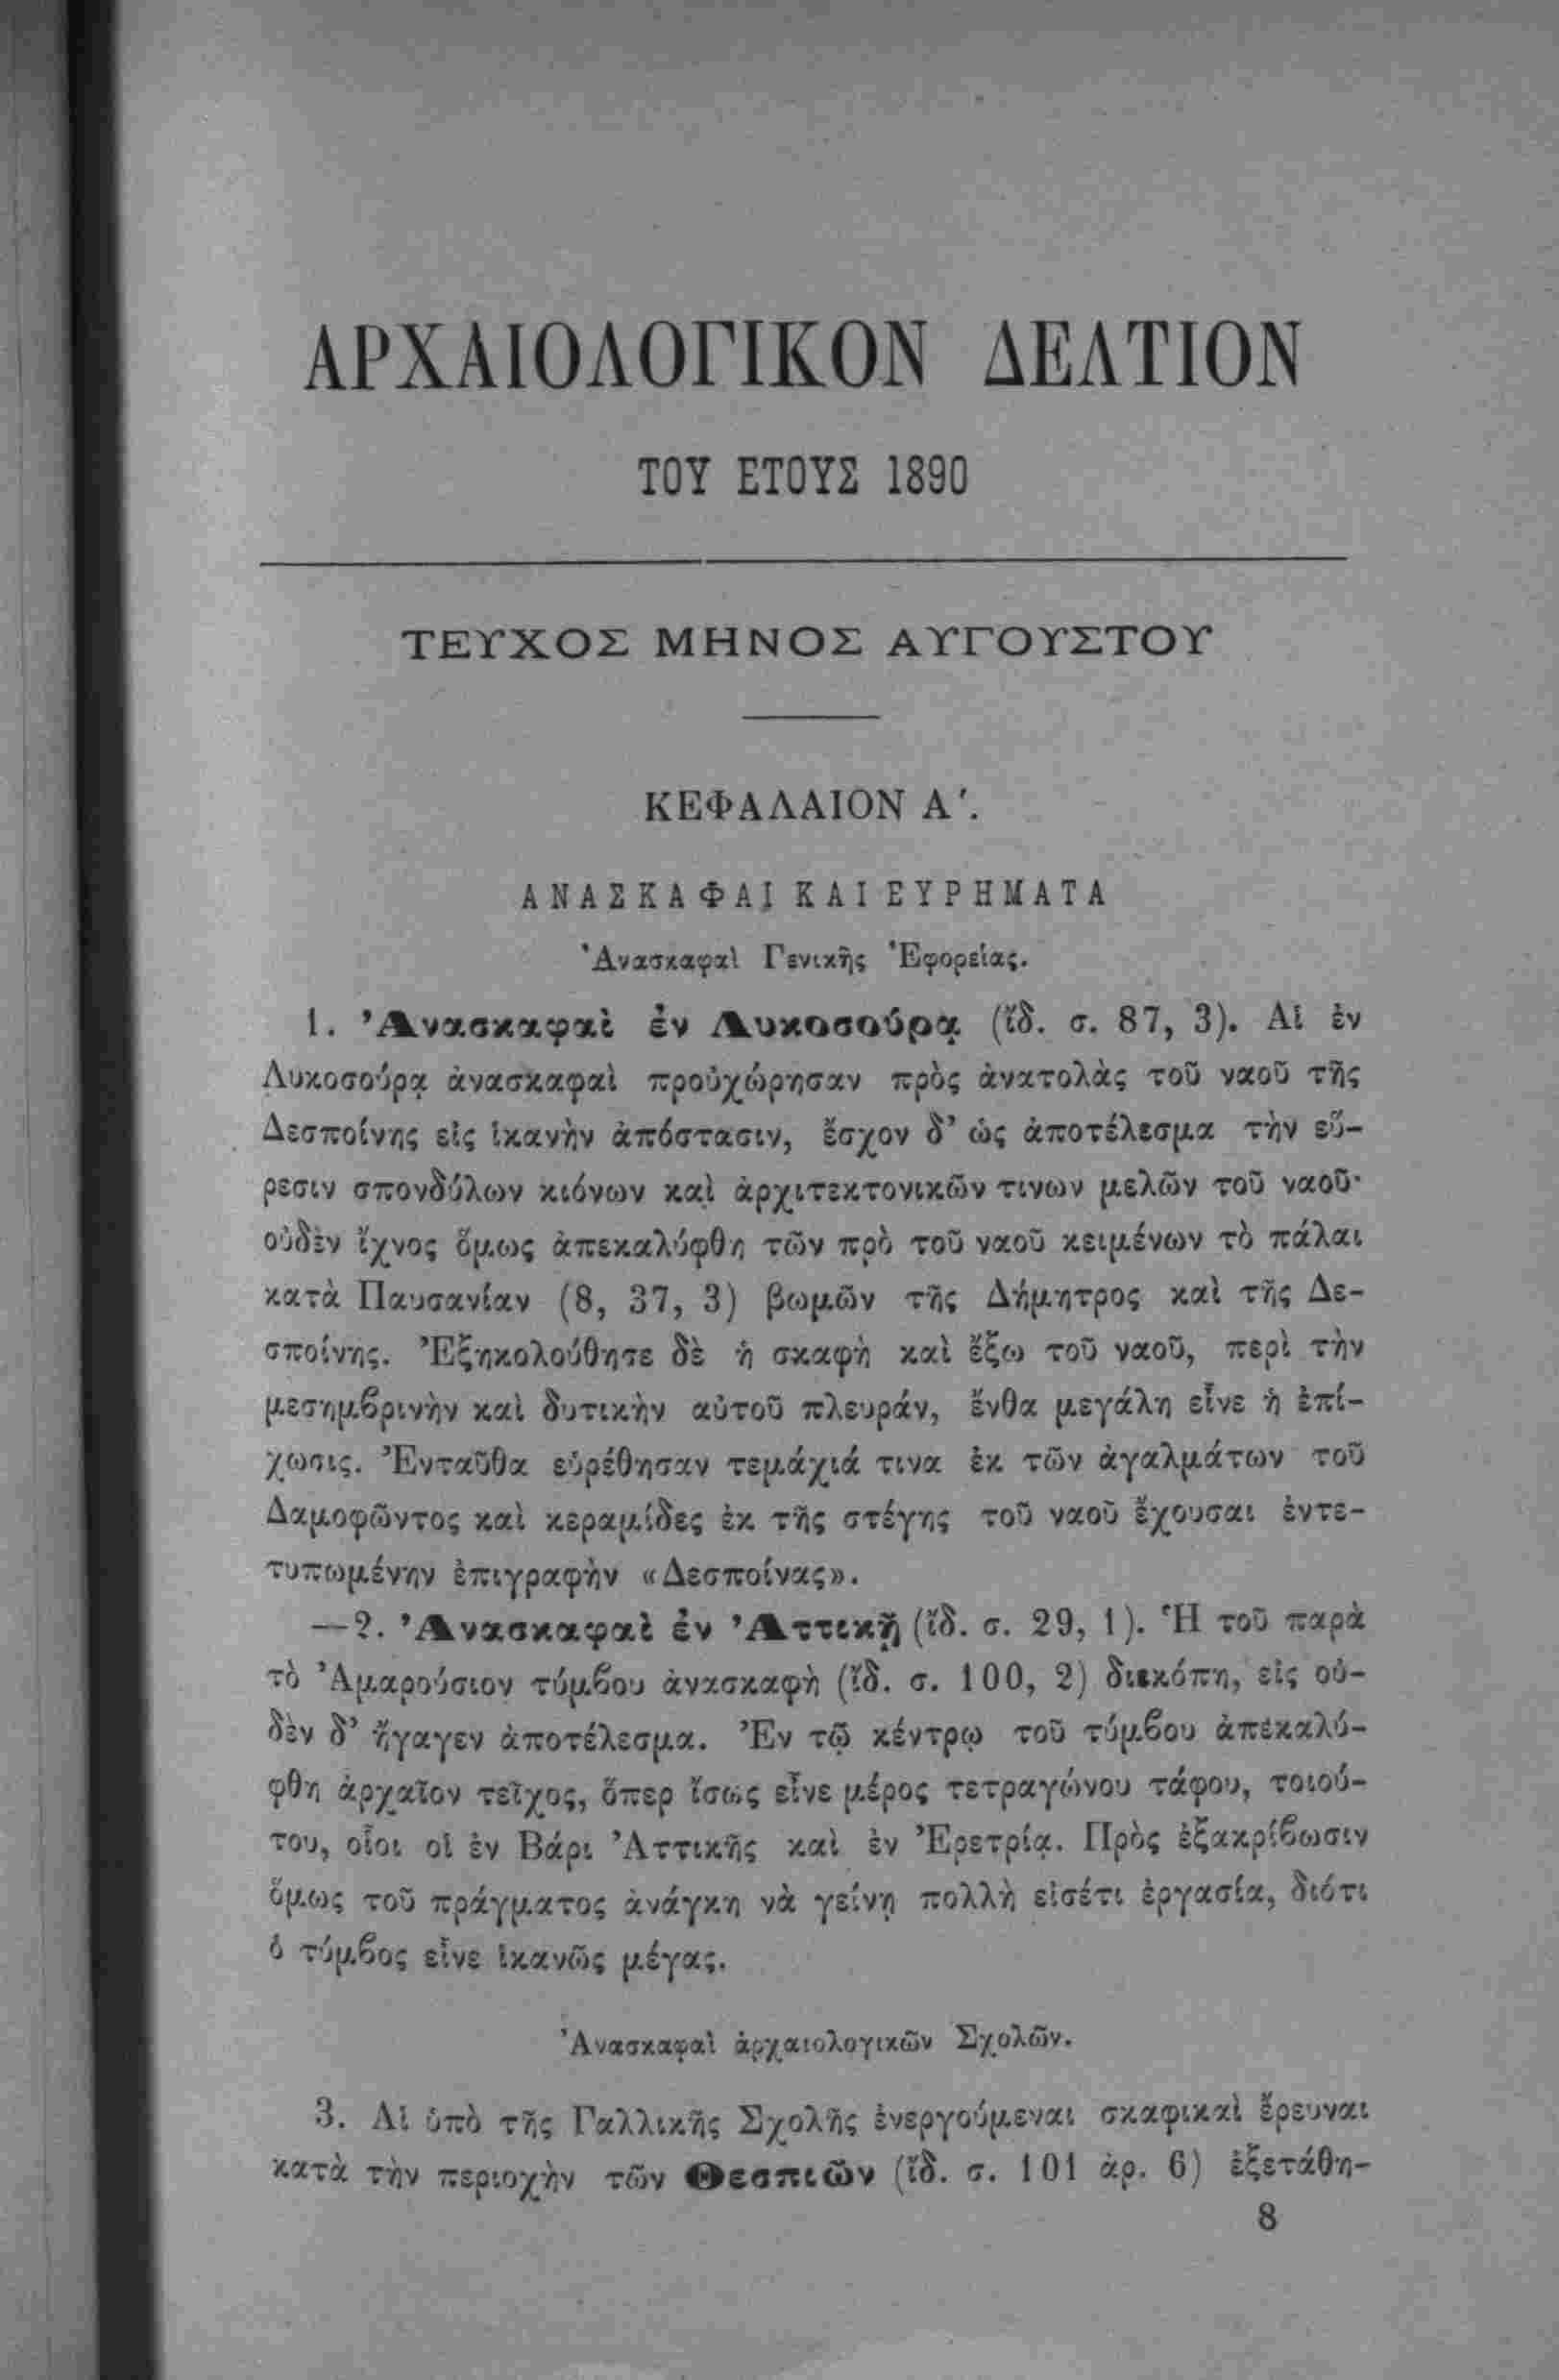 ΑΡΧΑΙΟΛΟΓΙΚΟΝ ΔΕΛΤΙΟΝ
ΤΟΥ ΕΤΟΥΣ 1890
ΤΕΥΧΟΣ ΜΗΝΟΣ ΑΥΓΟΥΣΤΟΥ
ΚΕΦΑΛΑΙΟΝ Α΄.
ΑΝΑΣΚΑΦΑΙ ΚΑΙ ΕΥΡΗΜΑΤΑ
Ἀνασκαφαὶ Γενικῆς Ἐφορείας.
1. Ἀνασκαφαὶ ἐν Λυκοσούρᾳ (ἴδ. σ. 87, 3). Αἱ ἐν
Λυκοσούρᾳ ἀνασκαφαὶ προὐχώρησαν πρὸς ἀνατολὰς τοῦ ναοῦ τῆς
Δεσποίνης εἰς ἱκανὴν ἀπόστασιν, ἔσχον δ’ ὡς ἀποτέλεσμα τὴν εὕ-
ρεσιν σπονδύλων κιόνων καὶ ἀρχιτεκτονικῶν τινων μελῶν τοῦ ναοῦ·
οὐδὲν ἴχνος ὅμως ἀπεκαλύφθη τῶν πρὸ τοῦ ναοῦ κειμένων τὸ πάλαι
κατὰ Παυσανίαν (8, 37, 3) βωμῶν τῆς Δήμητρος καὶ τῆς Δε-
σποίνης. Ἐξηκολούθησε δὲ ἡ σκαφὴ καὶ ἔξω τοῦ ναοῦ, περὶ τὴν
μεσημβρινὴν καὶ δυτικὴν αὐτοῦ πλευράν, ἔνθα μεγάλη εἶνε ἡ ἐπί-
χωσις. Ἐνταῦθα εὑρέθησαν τεμάχιά τινα ἐκ τῶν ἀγαλμάτων τοῦ
Δαμοφῶντος καὶ κεραμίδες ἐκ τῆς στέγης τοῦ ναοῦ ἔχουσαι ἐντε-
τυπωμένην ἐπιγραφὴν «Δεσποίνας».
—2. Ἀνασκαφαὶ ἐν Ἀττικῇ (ἴδ. σ. 29, 1). Ἡ τοῦ παρὰ
τὸ Ἀμαρούσιον τύμβου ἀνασκαφὴ (ἴδ. σ. 100, 2) διεκόπη, εἰς οὐ-
δὲν δ’ ἤγαγεν ἀποτέλεσμα. Ἐν τῷ κέντρῳ τοῦ τύμβου ἀπεκαλύ-
φθη ἀρχαῖον τεῖχος, ὅπερ ἴσως εἶνε μέρος τετραγώνου τάφου, τοιού-
του, οἷοι οἱ ἐν Βάρι Ἀττικῆς καὶ ἐν Ἐρετρίᾳ. Πρὸς ἐξακρίβωσιν
ὅμως τοῦ πράγματος ἀνάγκη νὰ γείνῃ πολλὴ εἰσέτι ἐργασία, διότι
ὁ τύμβος εἶνε ἱκανῶς μέγας.
Ἀνασκαφαὶ ἀρχαιολογικῶν Σχολῶν.
3. Αἱ ὑπὸ τῆς Γαλλικῆς Σχολῆς ἐνεργούμεναι σκαφικαὶ ἔρευναι
κατὰ τὴν περιοχὴν τῶν Θεσπιῶν (ἴδ. σ. 101 ἀρ. 6) ἐξετάθη-
8